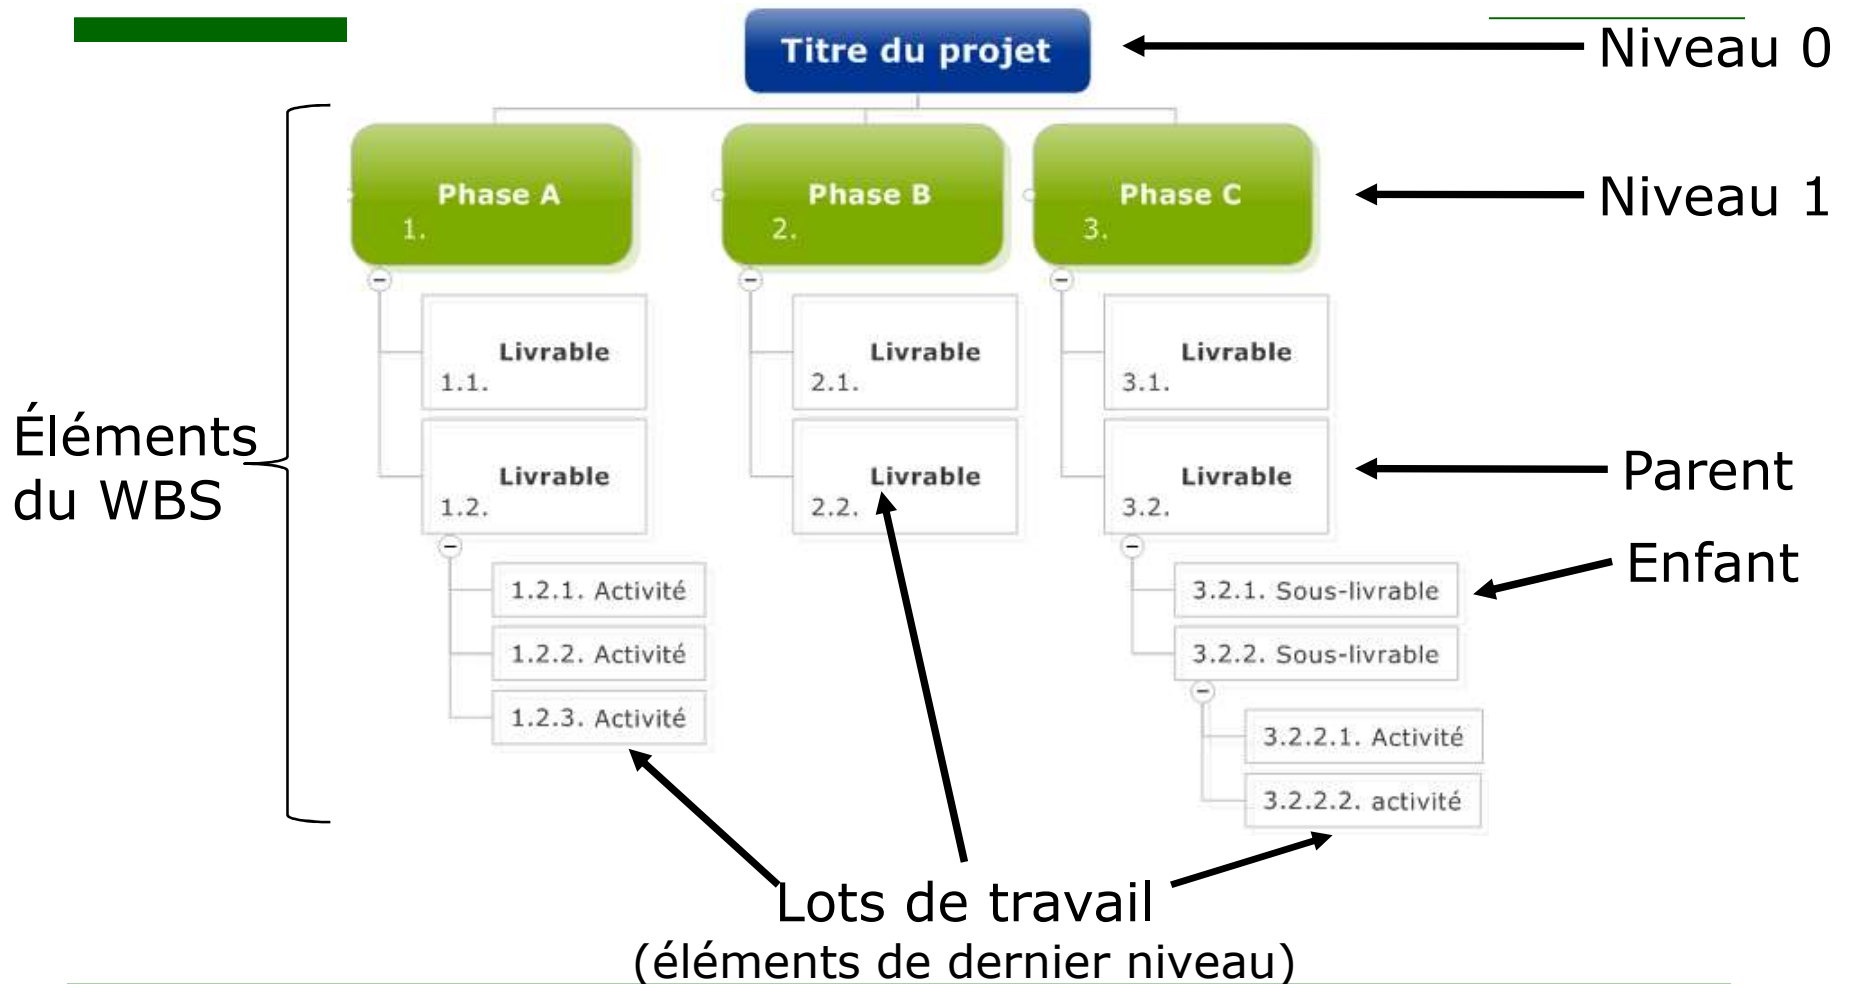 Titre du projet
Niveau 0
Phase A
1.
Phase B
2.
Phase C
3.
Niveau 1
Livrable
1.1.
Livrable
2.1.
Livrable
3.1.
Éléments
du WBS
Livrable
1.2.
Livrable
2.2.
Livrable
3.2.
Parent
Enfant
1.2.1. Activité
1.2.2. Activité
1.2.3. Activité
3.2.1. Sous-livrable
3.2.2. Sous-livrable
3.2.2.1. Activité
3.2.2.2. activité
Lots de travail
(éléments de dernier niveau)